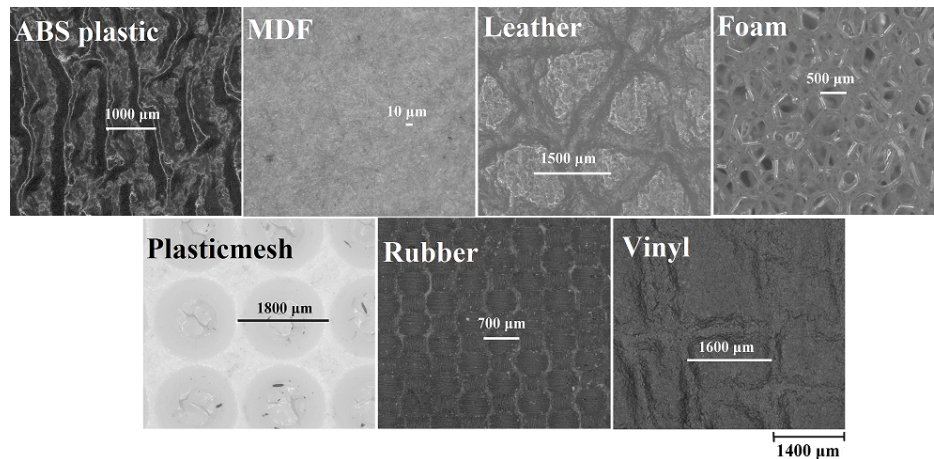 ABS plastic
MDF
Leather
Foam
1000 μm
10 μm
1500 μm
500 μm
Plasticmesh
Rubber
Vinyl
1800 μm
700 μm
1600 μm
1400 μm